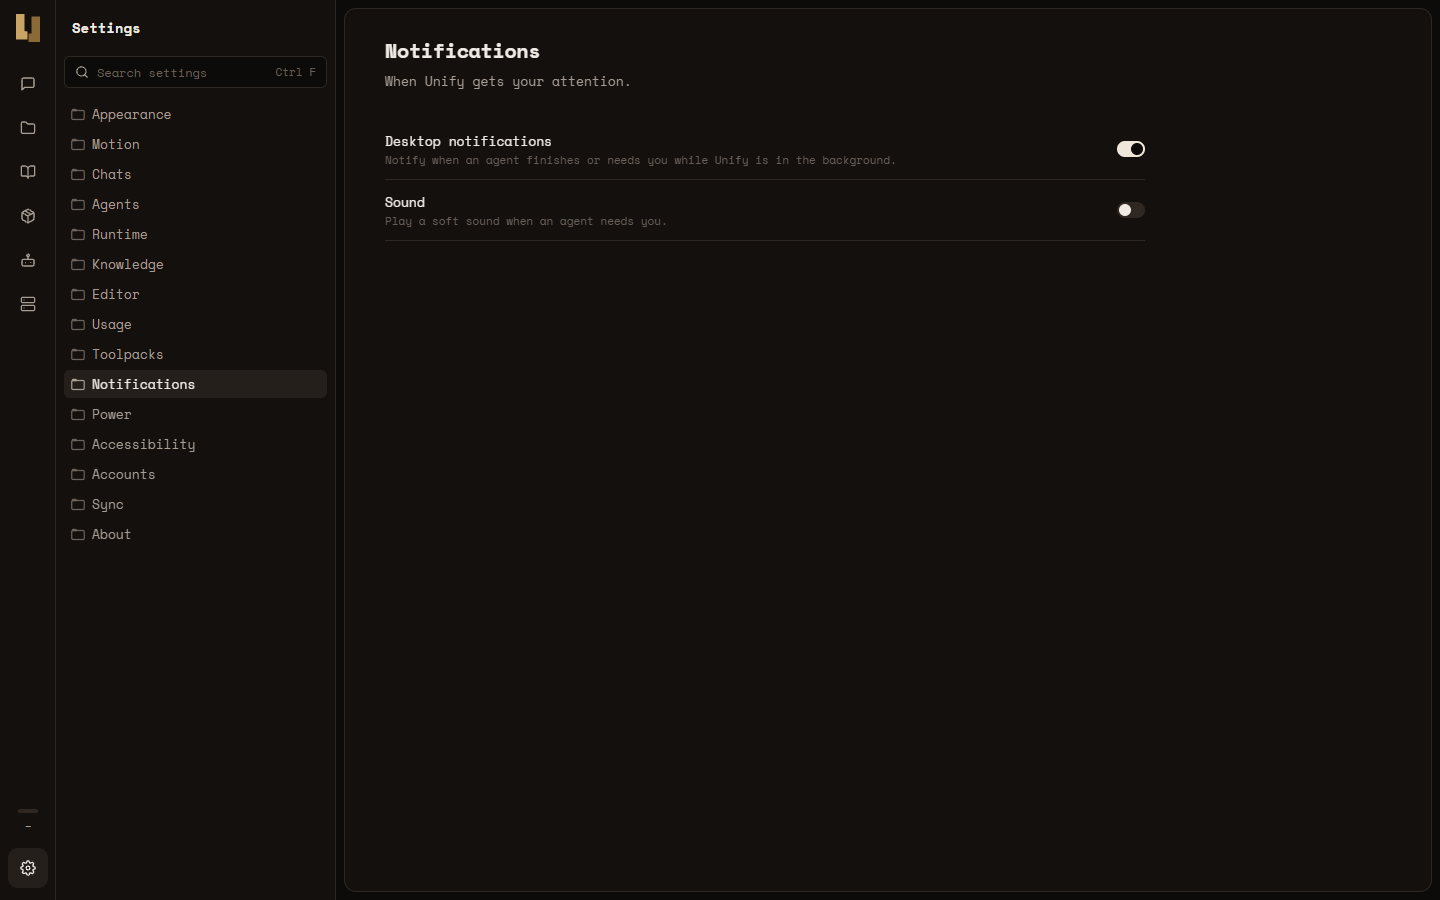 Settings
Search settings Ctrl F
Appearance
Motion
Chats
Agents
Runtime
Knowledge
Editor
Usage
Toolpacks
Notifications
Power
Accessibility
Accounts
Sync
About
–
Notifications
When Unify gets your attention.
Desktop notifications
Notify when an agent finishes or needs you while Unify is in the background.
Sound
Play a soft sound when an agent needs you.